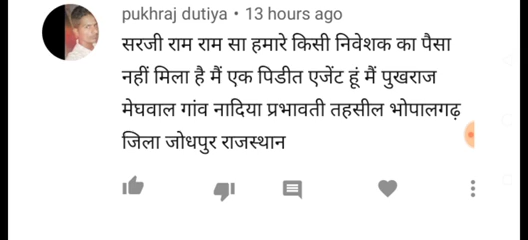 pukhraj dutiya • 13 hours ago
सरजी राम राम सा हमारे किसी निवेशक का पैसा
नहीं मिला है मैं एक पिडीत एजेंट हूं मैं पुखराज
मेघवाल गांव नादिया प्रभावती तहसील भोपालगढ़
जिला जोधपुर राजस्थान